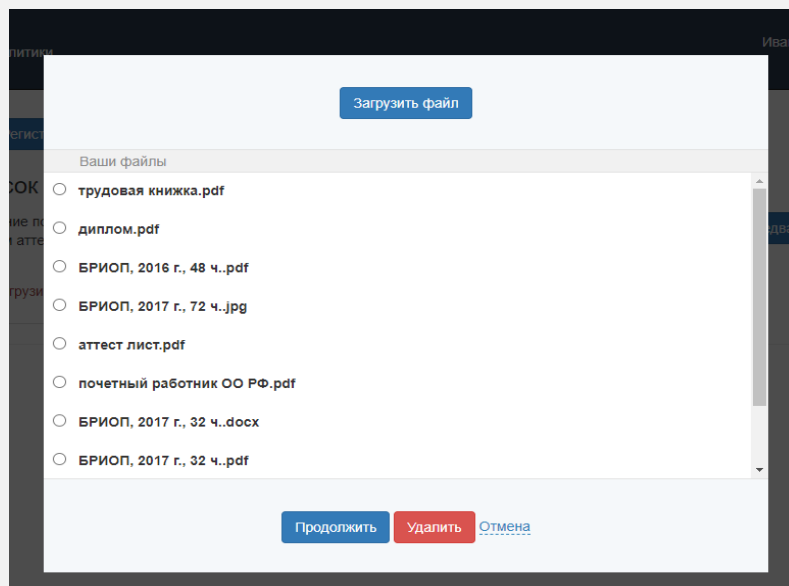 Загрузить файл
Ваши файлы
трудовая книжка.pdf
диплом.pdf
БРИОП, 2016 г., 48 ч..pdf
БРИОП, 2017 г., 72 ч..jpg
аттест лист.pdf
почетный работник ОО РФ.pdf
БРИОП, 2017 г., 32 ч..docx
БРИОП, 2017 г., 32 ч..pdf
Продолжить Удалить Отмена